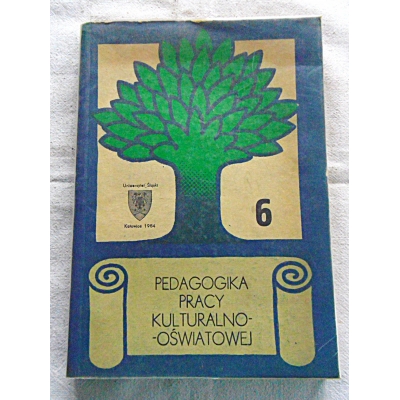 Uniwersytet Śląski
Katowice 1984
6
PEDAGOGIKA
PRACY
KULTURALNO-
-OŚWIATOWEJ